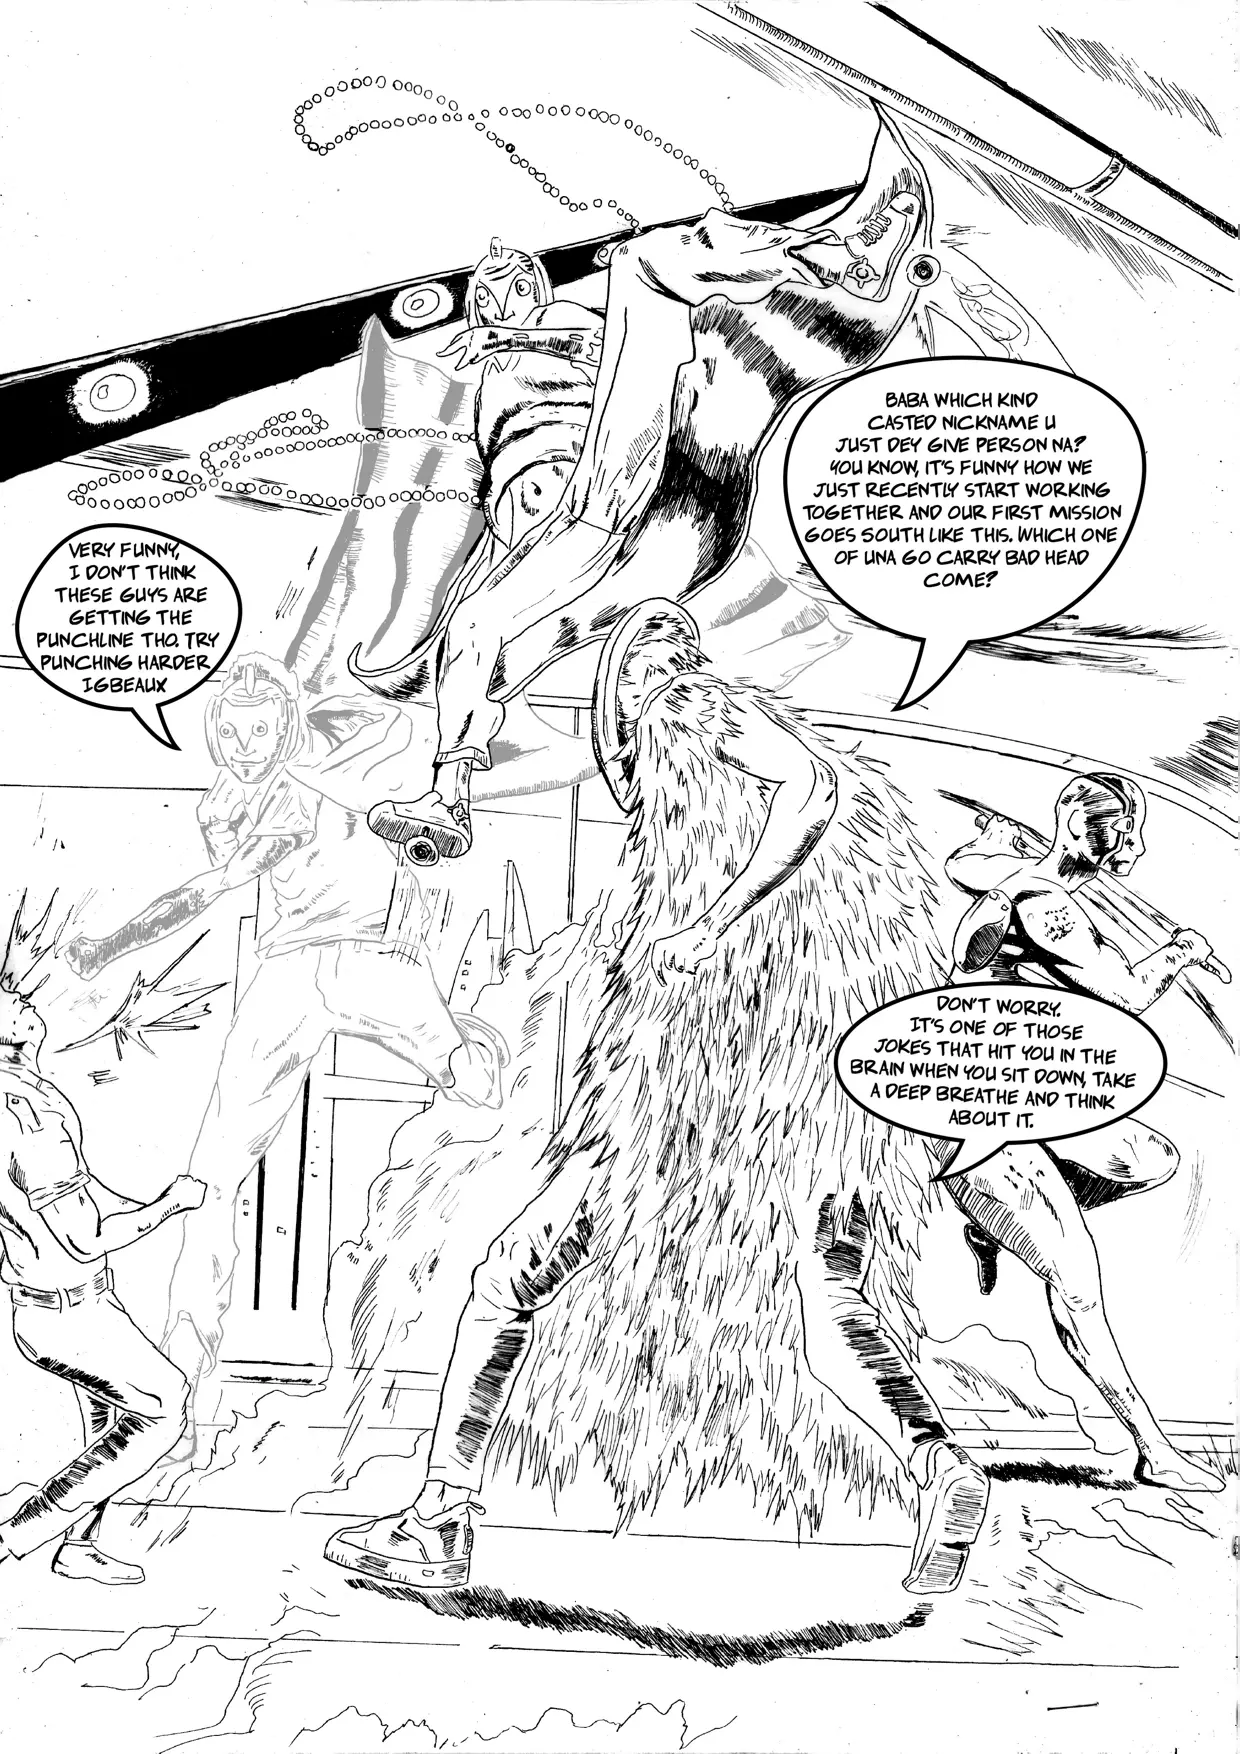 VERY FUNNY,
I DON'T THINK
THESE GUYS ARE
GETTING THE
PUNCHLINE THO. TRY
PUNCHING HARDER
IGBEAUX
BABA WHICH KIND
CASTED NICKNAME U
JUST DEY GIVE PERSON NA?
YOU KNOW, IT'S FUNNY HOW WE
JUST RECENTLY START WORKING
TOGETHER AND OUR FIRST MISSION
GOES SOUTH LIKE THIS. WHICH ONE
OF UNA GO CARRY BAD HEAD
COME?
DON'T WORRY.
IT'S ONE OF THOSE
JOKES THAT HIT YOU IN THE
BRAIN WHEN YOU SIT DOWN, TAKE
A DEEP BREATHE AND THINK
ABOUT IT.